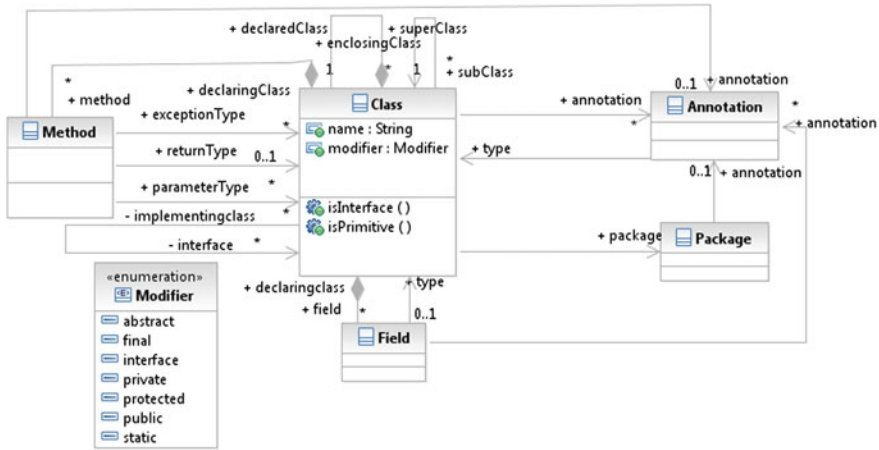 + declaredClass
+ superClass
+ enclosingClass
*
1
*
1
*
+ subClass
+ declaringClass
0..1
+ annotation
+ method
Class
+ annotation
Annotation
*
+ annotation
Method
+ exceptionType
*
name : String
*
+ returnType
0..1
modifier : Modifier
+ type
0..1
+ annotation
+ parameterType
*
- implementingclass
*
isInterface ( )
isPrimitive ( )
+ package
Package
- interface
*
«enumeration»
Modifier
+ declaringclass
+ type
+ field
*
0..1
abstract
final
interface
private
protected
public
static
Field